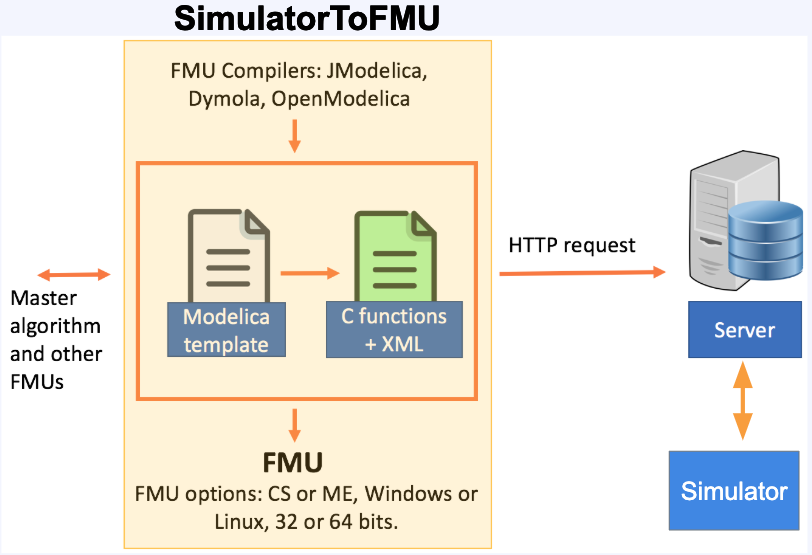 SimulatorToFMU
FMU Compilers: JModelica,
Dymola, OpenModelica
Modelica
template
C functions
+ XML
Master
algorithm
and other
FMUs
HTTP request
Server
Simulator
FMU
FMU options: CS or ME, Windows or
Linux, 32 or 64 bits.